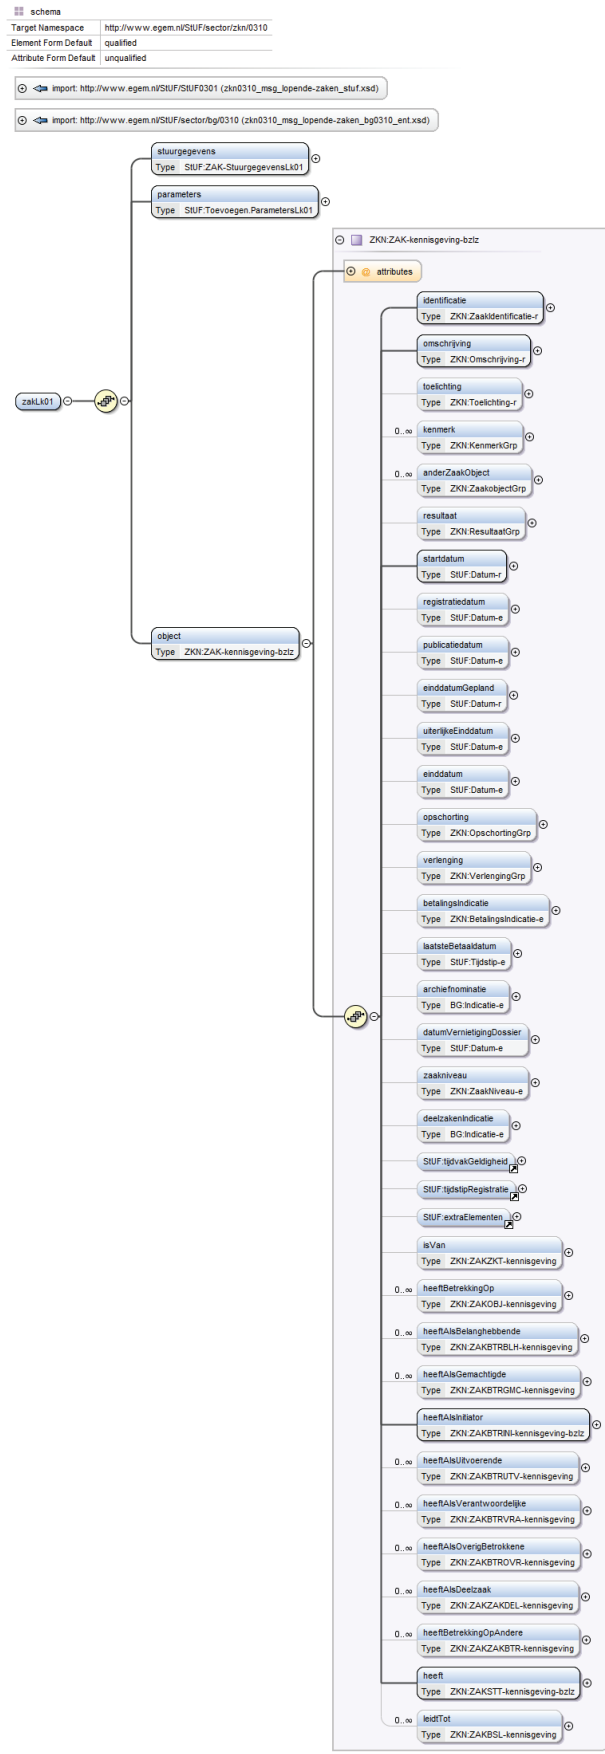 schema
Target Namespace http://www.egem.nl/StUF/sector/zkn/0310
Element Form Default qualified
Attribute Form Default unqualified
import: http://www.egem.nl/StUF/StUF0301 (zkn0310_msg_lopende-zaken_stuf.xsd)
import: http://www.egem.nl/StUF/sector/bg/0310 (zkn0310_msg_lopende-zaken_bg0310_ent.xsd)
stuurgegevens
Type StUF:ZAK-StuurgegevensLk01
parameters
Type StUF:Toevoegen.ParametersLk01
ZKN:ZAK-kennisgeving-bzlz
@ attributes
identificatie
Type ZKN:ZaakIdentificatie-r
omschrijving
Type ZKN:Omschrijving-r
toelichting
Type ZKN:Toelichting-r
zakLk01
0..∞ kenmerk
Type ZKN:KenmerkGrp
0..∞ anderZaakObject
Type ZKN:ZaakobjectGrp
resultaat
Type ZKN:ResultaatGrp
startdatum
Type StUF:Datum-r
registratiedatum
Type StUF:Datum-e
object
Type ZKN:ZAK-kennisgeving-bzlz
publicatiedatum
Type StUF:Datum-e
einddatumGepland
Type StUF:Datum-r
uiterlijkeEinddatum
Type StUF:Datum-e
einddatum
Type StUF:Datum-e
opschorting
Type ZKN:OpschortingGrp
verlenging
Type ZKN:VerlengingGrp
betalingsIndicatie
Type ZKN:BetalingsIndicatie-e
laatsteBetaaldatum
Type StUF:Tijdstip-e
archiefnominatie
Type BG:Indicatie-e
datumVernietigingDossier
Type StUF:Datum-e
zaakniveau
Type ZKN:ZaakNiveau-e
deelzakenIndicatie
Type BG:Indicatie-e
StUF:tijdvakGeldigheid
StUF:tijdstipRegistratie
StUF:extraElementen
isVan
Type ZKN:ZAKZKT-kennisgeving
0..∞ heeftBetrekkingOp
Type ZKN:ZAKOBJ-kennisgeving
0..∞ heeftAlsBelanghebbende
Type ZKN:ZAKBTRBLH-kennisgeving
0..∞ heeftAlsGemachtigde
Type ZKN:ZAKBTRGMC-kennisgeving
heeftAlsInitiator
Type ZKN:ZAKBTRINI-kennisgeving-bzlz
0..∞ heeftAlsUitvoerende
Type ZKN:ZAKBTRUTV-kennisgeving
0..∞ heeftAlsVerantwoordelijke
Type ZKN:ZAKBTRVRA-kennisgeving
0..∞ heeftAlsOverigBetrokkene
Type ZKN:ZAKBTROVR-kennisgeving
0..∞ heeftAlsDeelzaak
Type ZKN:ZAKZAKDEL-kennisgeving
0..∞ heeftBetrekkingOpAndere
Type ZKN:ZAKZAKBTR-kennisgeving
heeft
Type ZKN:ZAKSTT-kennisgeving-bzlz
0..∞ leidtTot
Type ZKN:ZAKBSL-kennisgeving